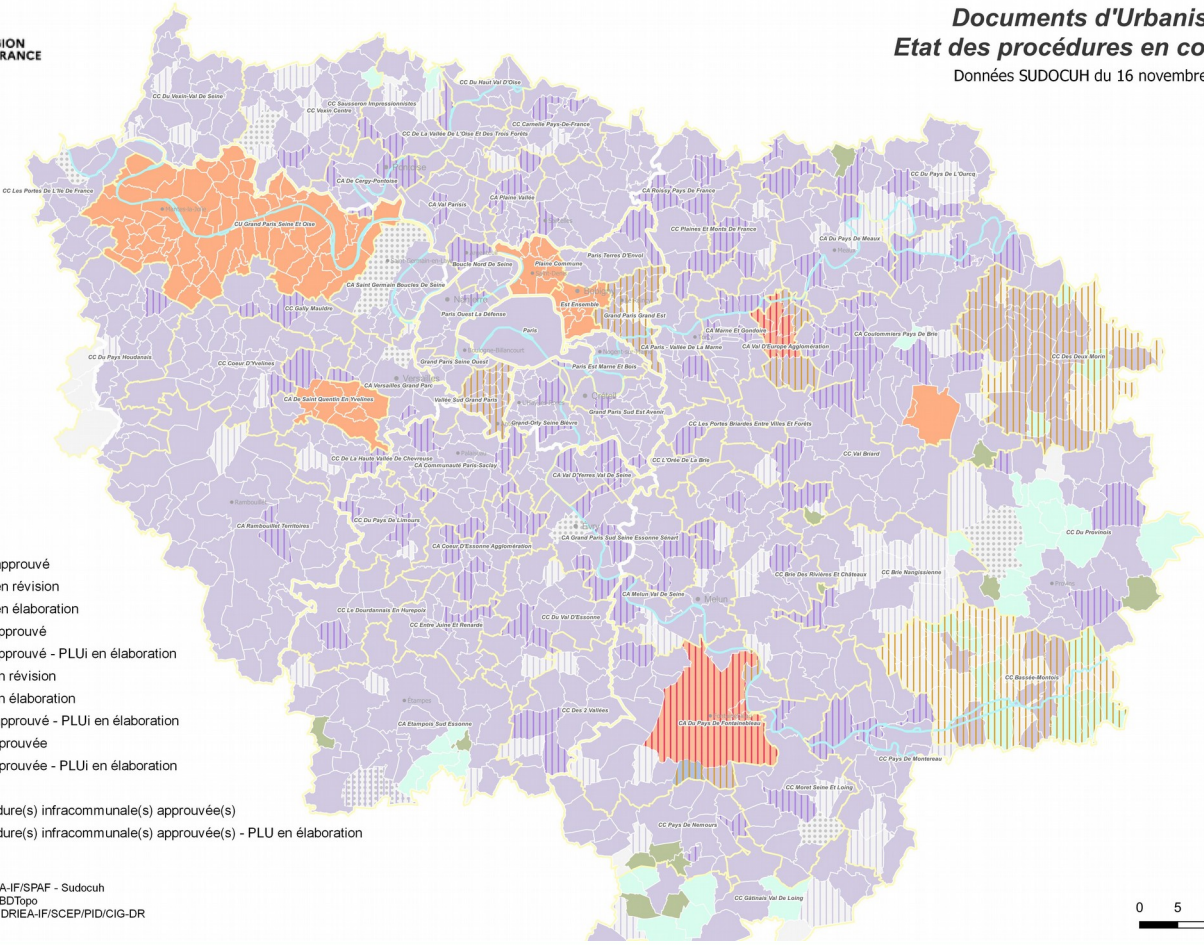 Documents d'Urbanis
Etat des procédures en co
Données SUDOCUH du 16 novembre
GION
FRANCE
CC Du Haut Val D'Oise
CC Du Vexin-Val De Seine
CC Sausseron Impressionnistes
CC Vexin Centre
CC Carnelle Pays-De-France
CC De La Vallée De L'Oise Et Des Trois Forêts
Pontoise
CA De Cergy-Pontoise
CC Les Portes De L'Ile De France
CA Roissy Pays De France
CC Du Pays De L'Ourcq
CA Val Parisis
CA Plaine Vallée
CU Grand Paris Seine Et Oise
CC Plaines Et Monts De France
CA Du Pays De Meaux
Paris Terres D'Envol
Boucle Nord De Seine
Plaine Commune
CA Saint Germain Boucles De Seine
Nanterre
Bobigny
Est Ensemble
CC Gally Mauldre
Paris Ouest La Défense
Grand Paris Grand Est
Paris
CA Marne Et Gondoire
CA Coulommiers Pays De Brie
CA Paris - Vallée De La Marne
CA Val D'Europe Agglomération
CC Du Pays Houdanais
CC Coeur D'Yvelines
Grand Paris Seine Ouest
Paris Est Marne Et Bois
CC Des Deux Morin
Versailles
CA Versailles Grand Parc
CA De Saint Quentin En Yvelines
Vallée Sud Grand Paris
Créteil
Grand Paris Sud Est Avenir
Grand-Orly Seine Bièvre
CC Les Portes Briardes Entre Villes Et Forêts
CC De La Haute Vallée De Chevreuse
CA Communauté Paris-Saclay
CC L'Orée De La Brie
CC Val Briard
CA Val D'Yerres Val De Seine
Rambouillet
CA Rambouillet Territoires
CC Du Pays De Limours
Evry
CA Grand Paris Sud Seine Essonne Sénart
CC Du Provinois
CA Coeur D'Essonne Agglomération
CC Brie Des Rivières Et Châteaux
CC Brie Nangissienne
Provins
CA Melun Val De Seine
Melun
CC Le Dourdannais En Hurepoix
CC Entre Juine Et Renarde
CC Du Val D'Essonne
CC Bassée-Montois
Etampes
CC Des 2 Vallées
CA Etampois Sud Essonne
CA Du Pays De Fontainebleau
CC Pays De Montereau
CC Moret Seine Et Loing
CC Pays De Nemours
CC Gâtinais Val De Loing
approuvé
en révision
en élaboration
pprouvé
pprouvé - PLUi en élaboration
n révision
n élaboration
approuvé - PLUi en élaboration
prouvée
prouvée - PLUi en élaboration
dure(s) infracommunale(s) approuvée(s)
dure(s) infracommunale(s) approuvée(s) - PLU en élaboration
A-IF/SPAF - Sudocuh
BDTopo
DRIEA-IF/SCEP/PID/CIG-DR
0 5